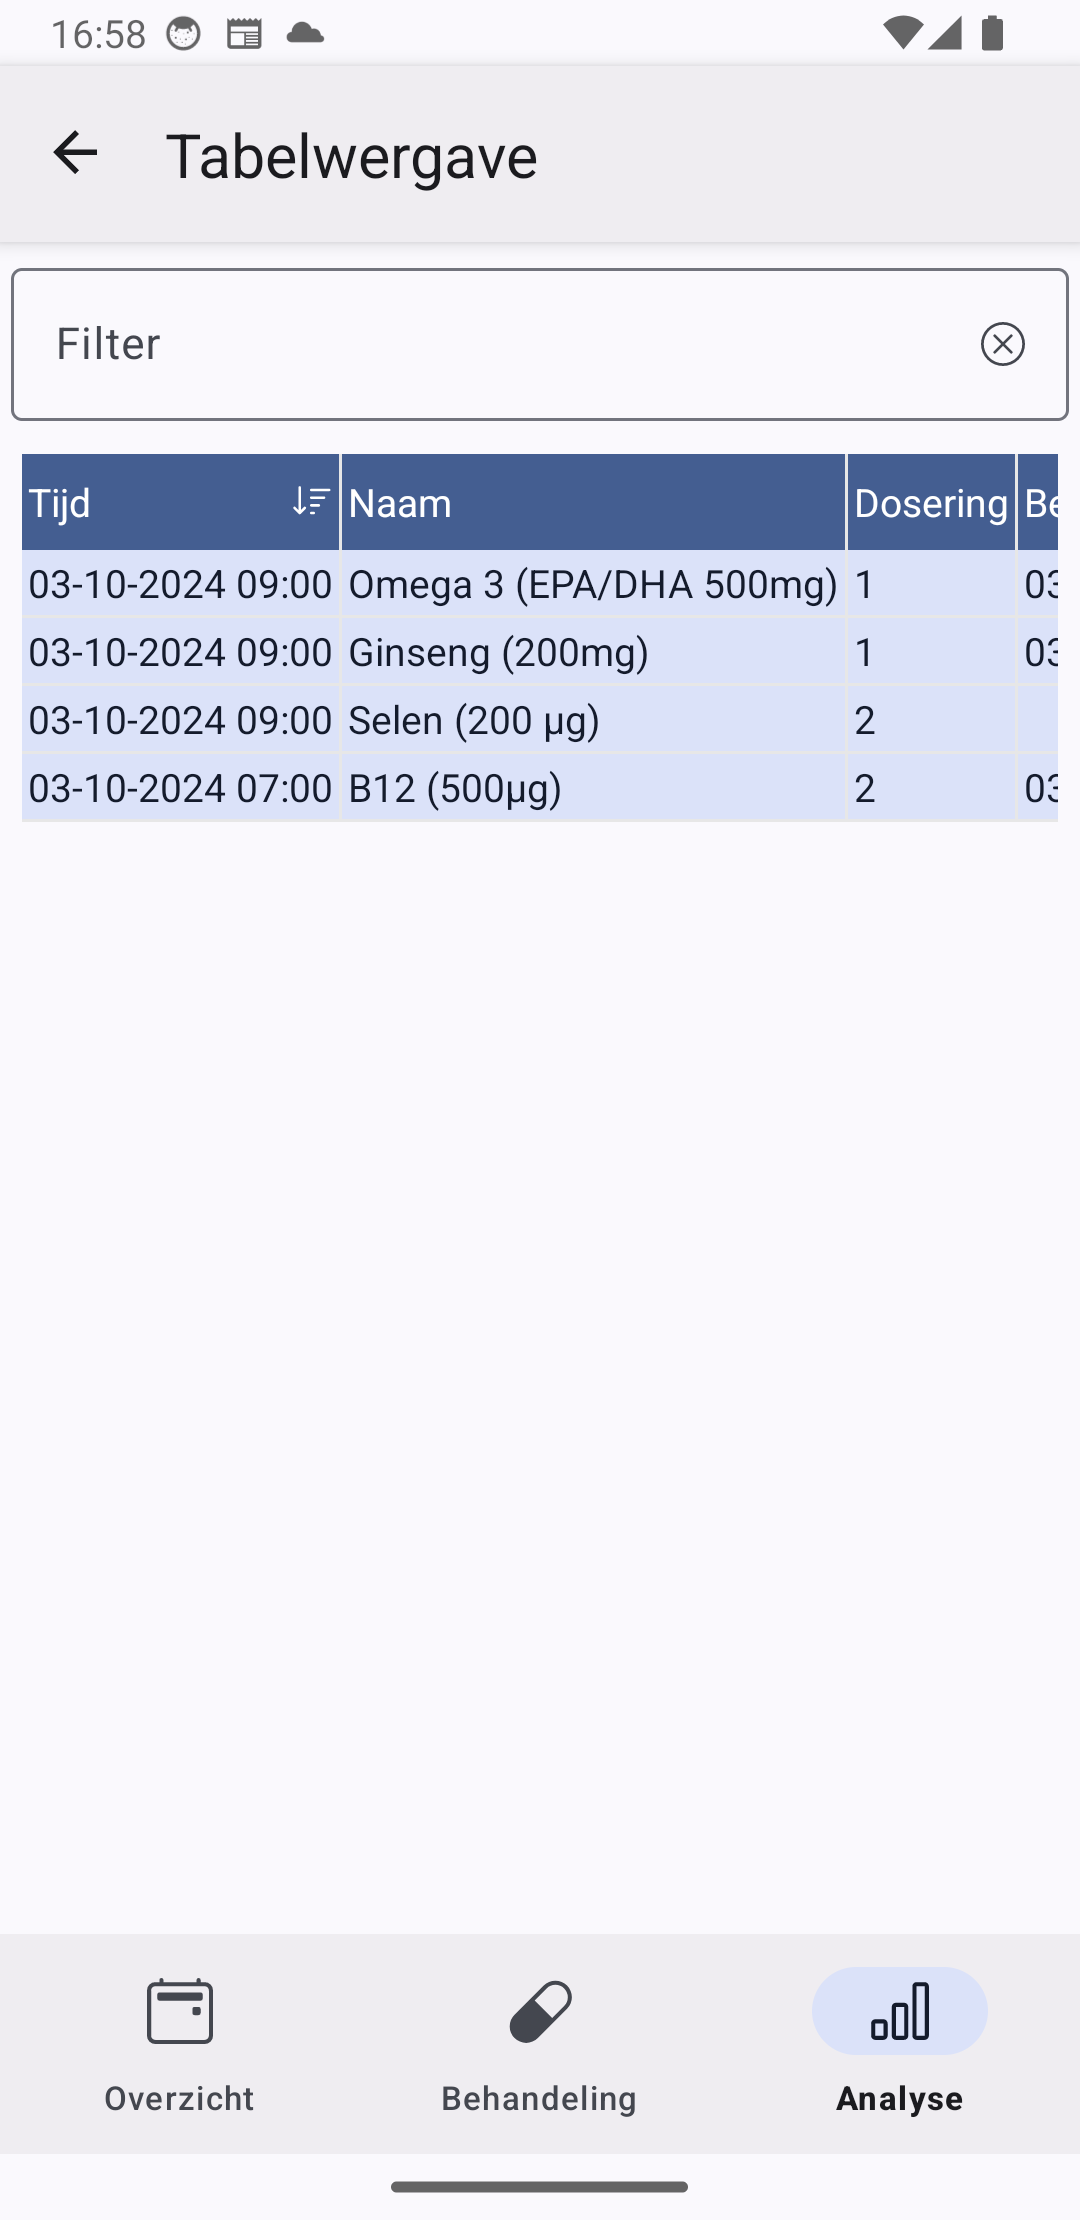 16:58
Tabelwergave
Filter
Tijd Naam Dosering Be
03-10-2024 09:00 Omega 3 (EPA/DHA 500mg) 1 03
03-10-2024 09:00 Ginseng (200mg) 1 03
03-10-2024 09:00 Selen (200 µg) 2
03-10-2024 07:00 B12 (500µg) 2 03
Overzicht Behandeling Analyse